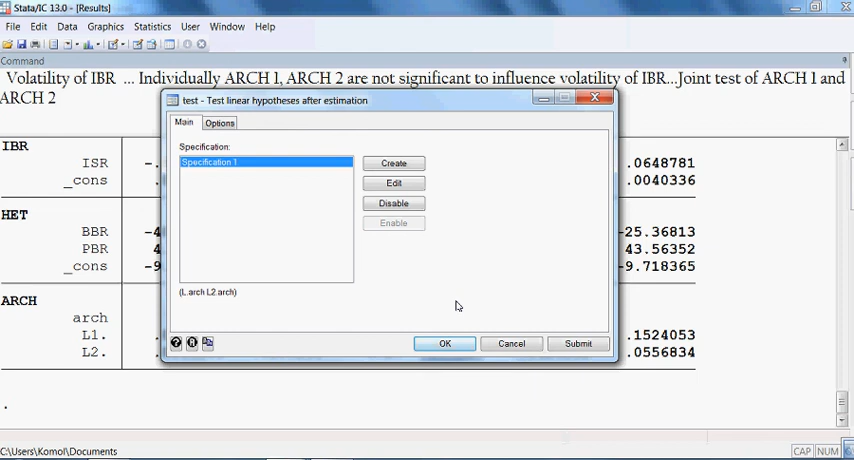 Stata/IC 13.0 - [Results]
File Edit Data Graphics Statistics User Window Help
Command
Volatility of IBR ... Individually ARCH 1, ARCH 2 are not significant to influence volatility of IBR...Joint test of ARCH 1 and
ARCH 2
test - Test linear hypotheses after estimation
Main Options
Specification:
Specification 1
Create
Edit
Disable
Enable
(L.arch L2.arch)
OK Cancel Submit
IBR
ISR -. .0648781
_cons . .0040336
HET
BBR -4 -25.36813
PBR 4 43.56352
_cons -9 -9.718365
ARCH
arch
L1. . .1524053
L2. . .0556834
.
C:\Users\Komol\Documents
CAP NUM